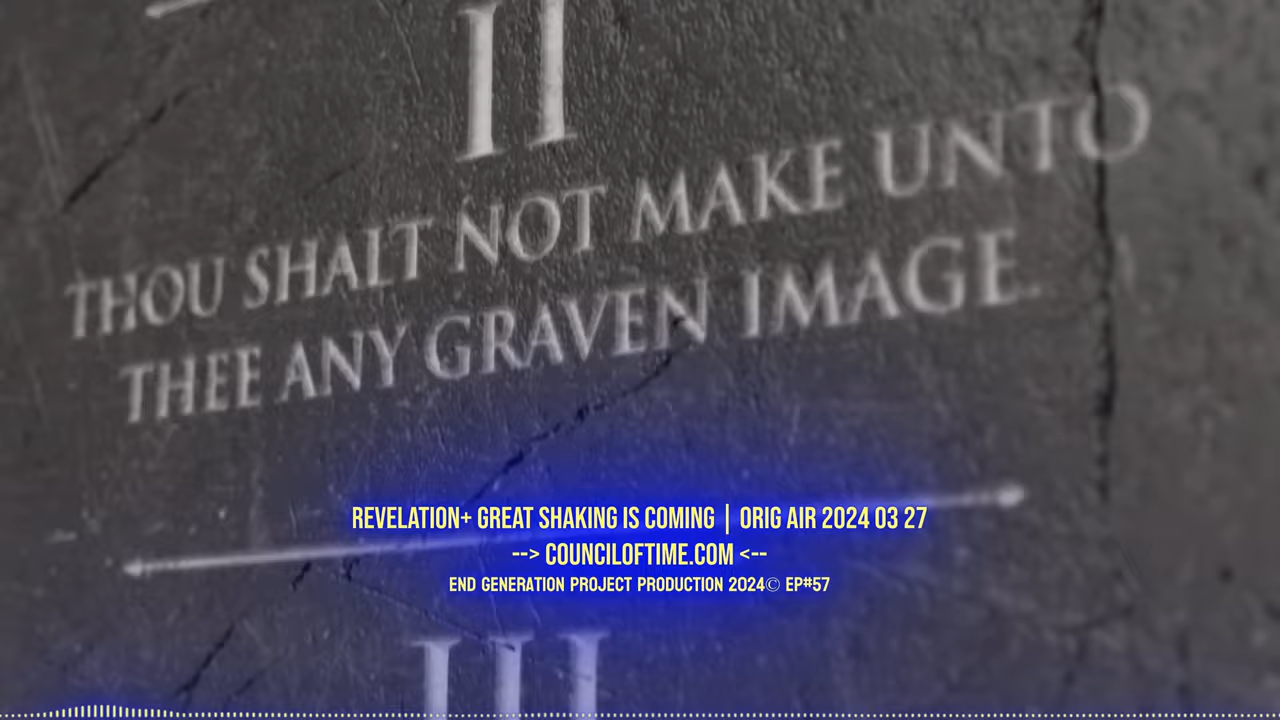 II
THOU SHALT NOT MAKE UNTO
THEE ANY GRAVEN IMAGE.
REVELATION+ GREAT SHAKING IS COMING | ORIG AIR 2024 03 27
--> COUNCILOFTIME.COM <--
END GENERATION PROJECT PRODUCTION 2024© EP#57
III